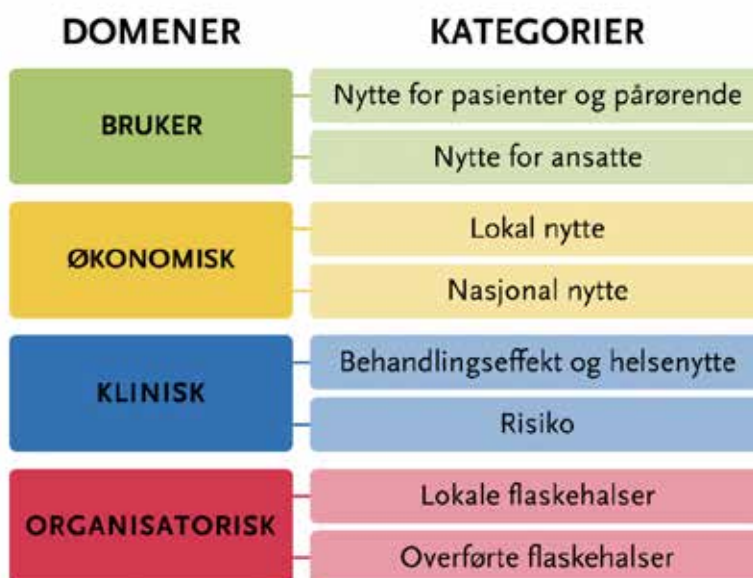 DOMENER
KATEGORIER
BRUKER
Nytte for pasienter og pårørende
Nytte for ansatte
ØKONOMISK
Lokal nytte
Nasjonal nytte
KLINISK
Behandlingseffekt og helsenytte
Risiko
ORGANISATORISK
Lokale flaskehalser
Overførte flaskehalser